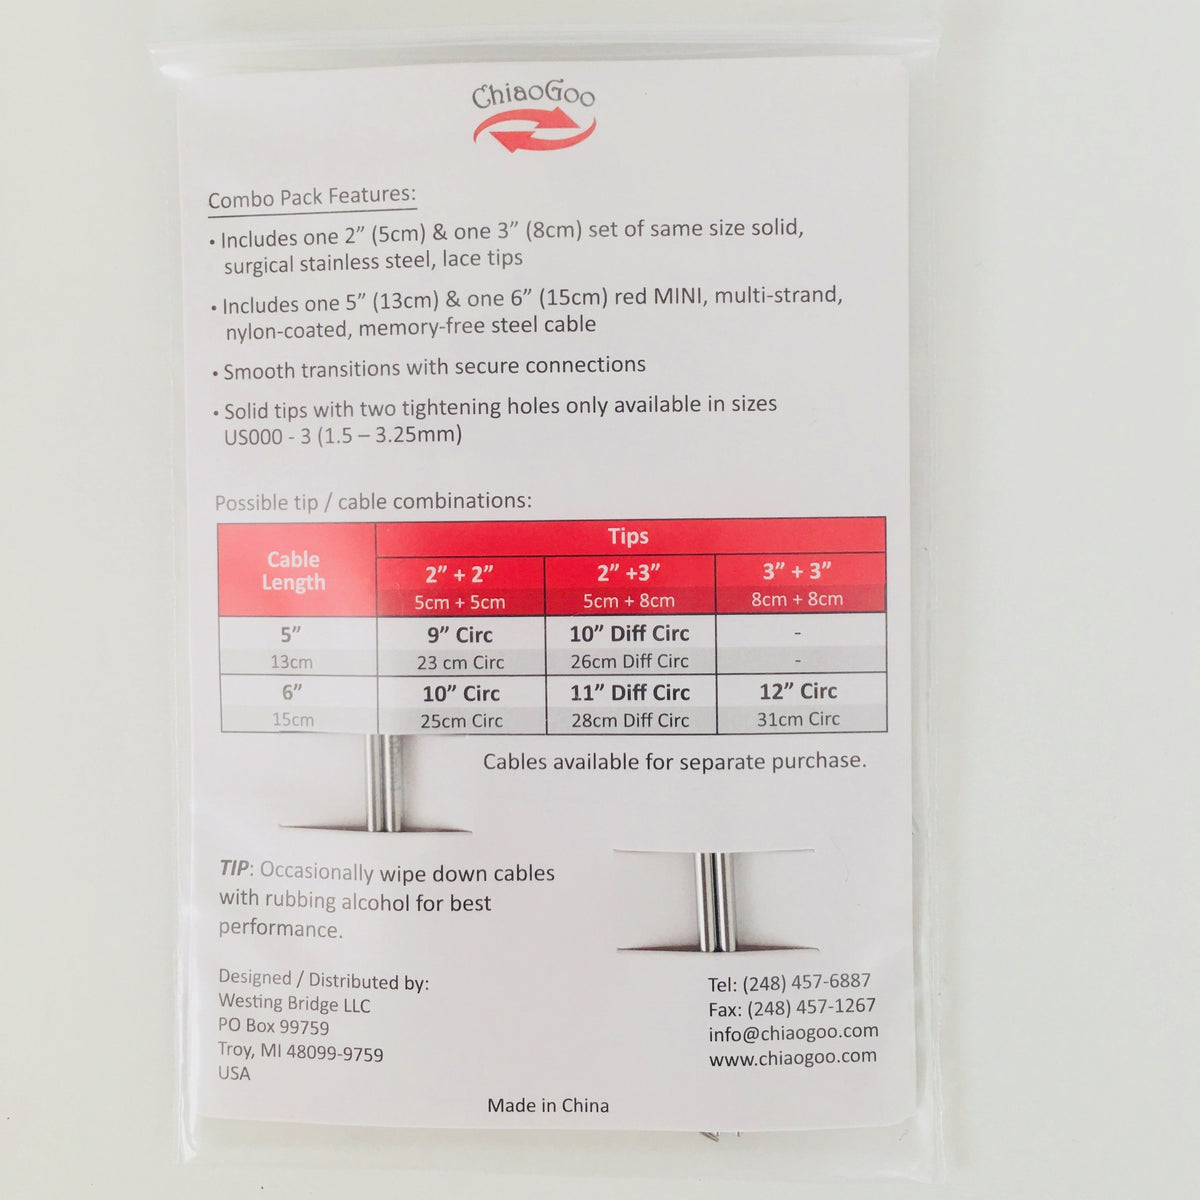 ChiaoGoo
Combo Pack Features:
• Includes one 2” (5cm) & one 3” (8cm) set of same size solid,
surgical stainless steel, lace tips
• Includes one 5” (13cm) & one 6” (15cm) red MINI, multi-strand,
nylon-coated, memory-free steel cable
• Smooth transitions with secure connections
• Solid tips with two tightening holes only available in sizes
US000 - 3 (1.5 – 3.25mm)
Possible tip / cable combinations:
Cable Length
Tips
2” + 2” 2” +3” 3” + 3”
5cm + 5cm 5cm + 8cm 8cm + 8cm
5” 9” Circ 10” Diff Circ -
13cm 23 cm Circ 26cm Diff Circ -
6” 10” Circ 11” Diff Circ 12” Circ
15cm 25cm Circ 28cm Diff Circ 31cm Circ
Cables available for separate purchase.
TIP: Occasionally wipe down cables
with rubbing alcohol for best
performance.
Designed / Distributed by:
Westing Bridge LLC
PO Box 99759
Troy, MI 48099-9759
USA
Tel: (248) 457-6887
Fax: (248) 457-1267
info@chiaogoo.com
www.chiaogoo.com
Made in China